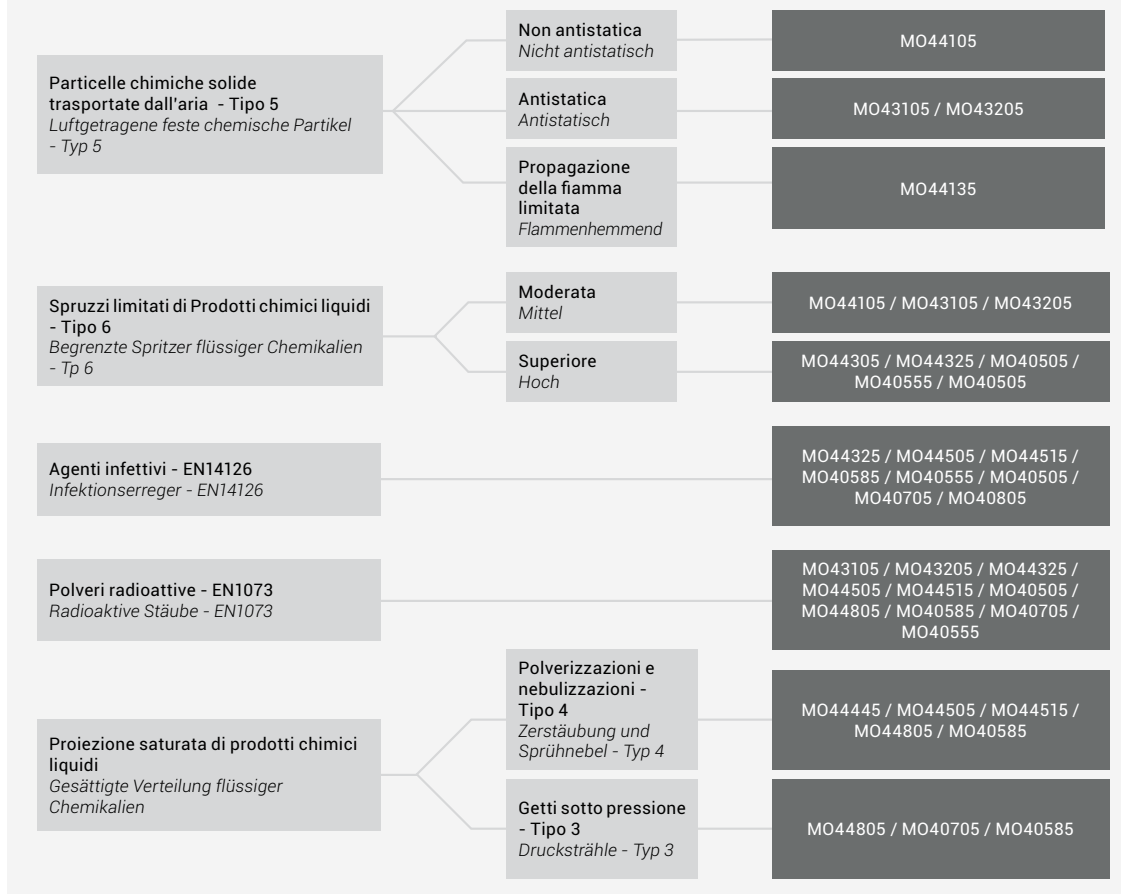 Particelle chimiche solide
trasportate dall'aria - Tipo 5
Luftgetragene feste chemische Partikel
- Typ 5
Non antistatica
Nicht antistatisch
MO44105
Antistatica
Antistatisch
MO43105 / MO43205
Propagazione
della fiamma
limitata
Flammenhemmend
MO44135
Spruzzi limitati di Prodotti chimici liquidi
- Tipo 6
Begrenzte Spritzer flüssiger Chemikalien
- Tp 6
Moderata
Mittel
MO44105 / MO43105 / MO43205
Superiore
Hoch
MO44305 / MO44325 / MO40505 /
MO40555 / MO40505
Agenti infettivi - EN14126
Infektionserreger - EN14126
MO44325 / MO44505 / MO44515 /
MO40585 / MO40555 / MO40505 /
MO40705 / MO40805
Polveri radioattive - EN1073
Radioaktive Stäube - EN1073
MO43105 / MO43205 / MO44325 /
MO44505 / MO44515 / MO40505 /
MO44805 / MO40585 / MO40705 /
MO40555
Proiezione saturata di prodotti chimici
liquidi
Gesättigte Verteilung flüssiger
Chemikalien
Polverizzazioni e
nebulizzazioni -
Tipo 4
Zerstäubung und
Sprühnebel - Typ 4
MO44445 / MO44505 / MO44515 /
MO44805 / MO40585
Getti sotto pressione
- Tipo 3
Drucksträhle - Typ 3
MO44805 / MO40705 / MO40585